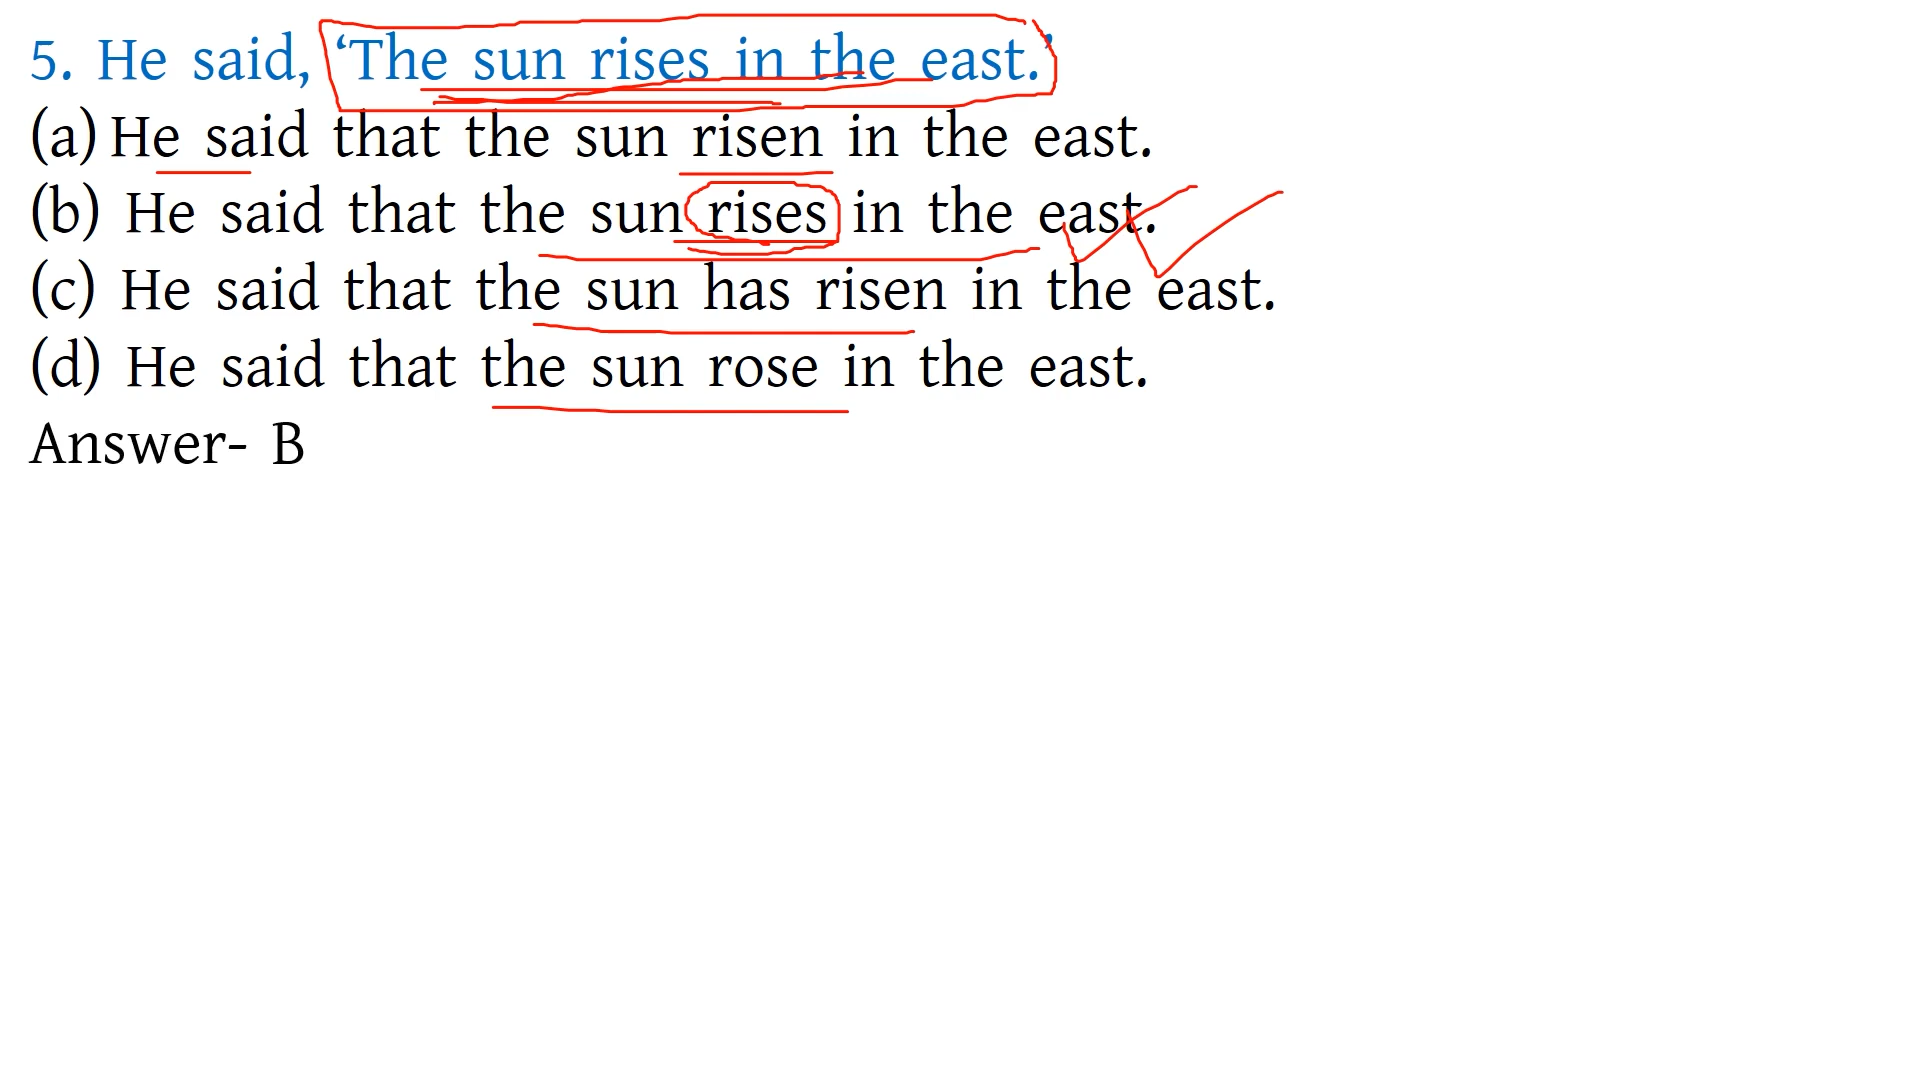 5. He said, ‘The sun rises in the east.’
(a) He said that the sun risen in the east.
(b) He said that the sun rises in the east.
(c) He said that the sun has risen in the east.
(d) He said that the sun rose in the east.
Answer- B